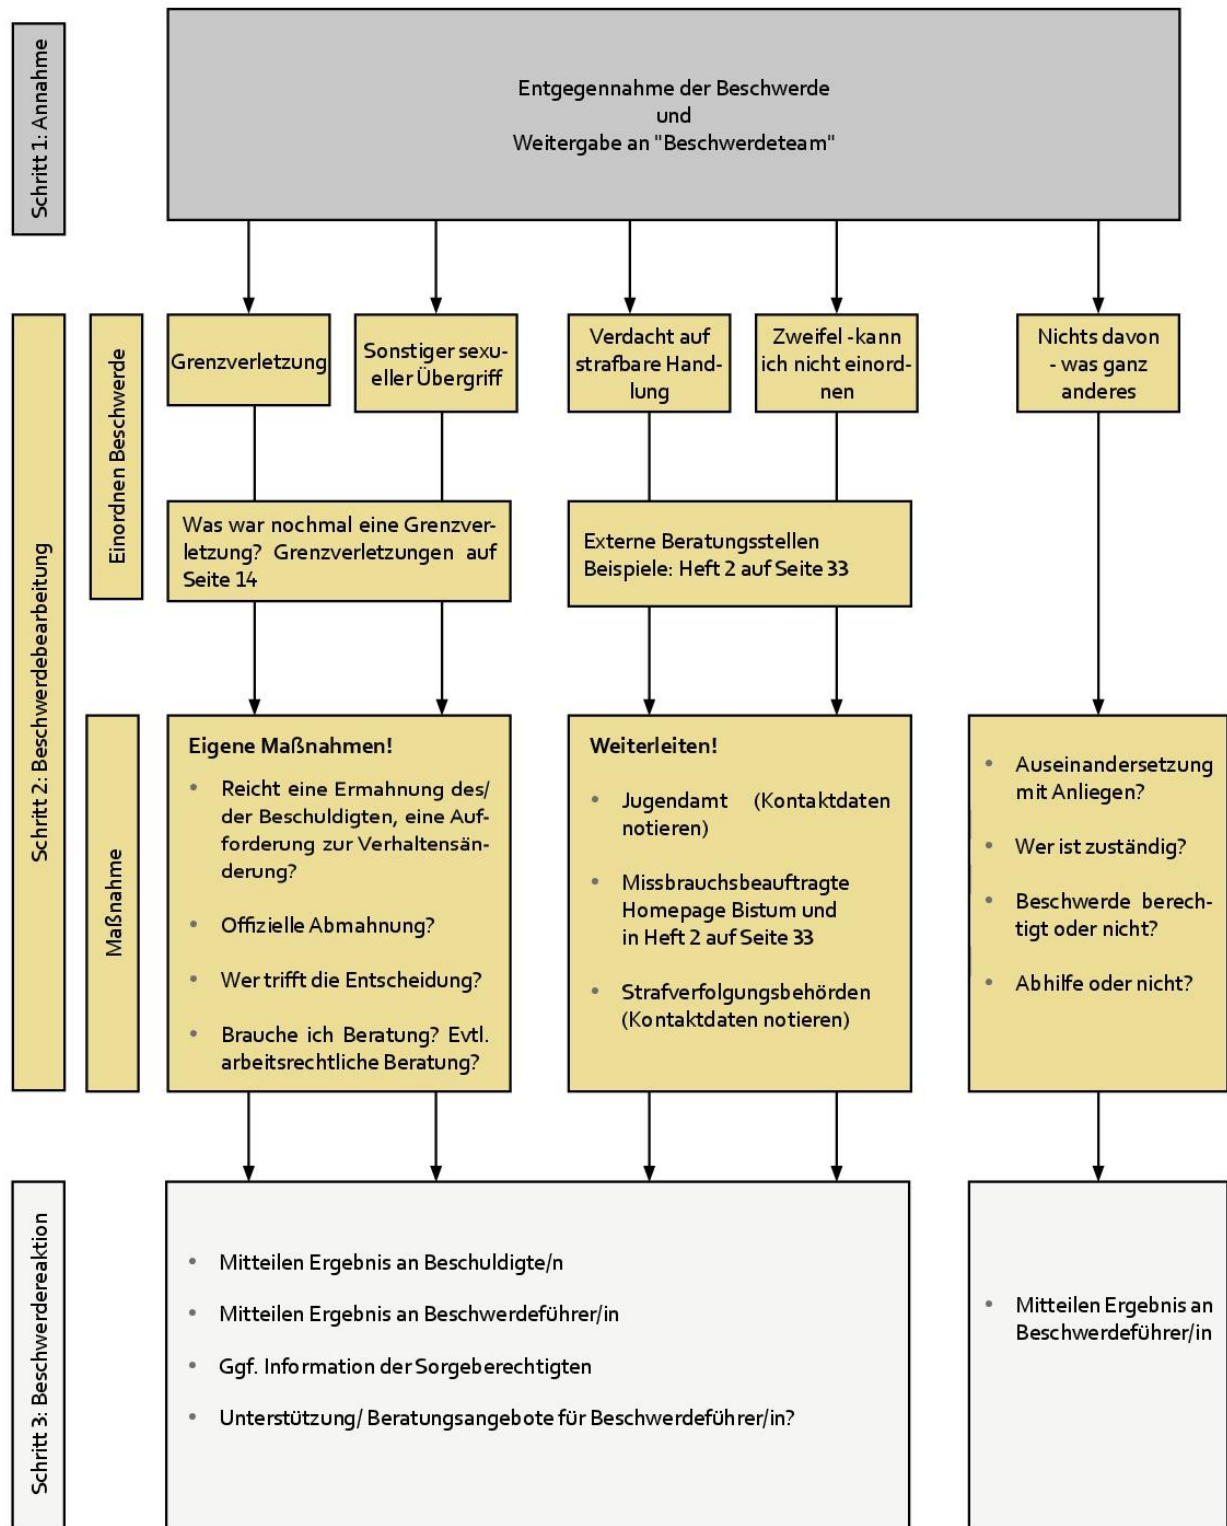 Schritt 1: Annahme
Entgegennahme der Beschwerde
und
Weitergabe an "Beschwerdeteam"
Schritt 2: Beschwerdebearbeitung
Einordnen Beschwerde
Grenzverletzung
Sonstiger sexu-
eller Übergriff
Verdacht auf
strafbare Hand-
lung
Zweifel -kann
ich nicht einord-
nen
Nichts davon
- was ganz
anderes
Was war nochmal eine Grenzver-
letzung? Grenzverletzungen auf
Seite 14
Externe Beratungsstellen
Beispiele: Heft 2 auf Seite 33
Maßnahme
Eigene Maßnahmen!
• Reicht eine Ermahnung des/
der Beschuldigten, eine Auf-
forderung zur Verhaltensän-
derung?
• Offizielle Abmahnung?
• Wer trifft die Entscheidung?
• Brauche ich Beratung? Evtl.
arbeitsrechtliche Beratung?
Weiterleiten!
• Jugendamt (Kontaktdaten
notieren)
• Missbrauchsbeauftragte
Homepage Bistum und
in Heft 2 auf Seite 33
• Strafverfolgungsbehörden
(Kontaktdaten notieren)
• Auseinandersetzung
mit Anliegen?
• Wer ist zuständig?
• Beschwerde berech-
tigt oder nicht?
• Abhilfe oder nicht?
Schritt 3: Beschwerdereaktion
• Mitteilen Ergebnis an Beschuldigte/n
• Mitteilen Ergebnis an Beschwerdeführer/in
• Ggf. Information der Sorgeberechtigten
• Unterstützung/ Beratungsangebote für Beschwerdeführer/in?
• Mitteilen Ergebnis an
Beschwerdeführer/in